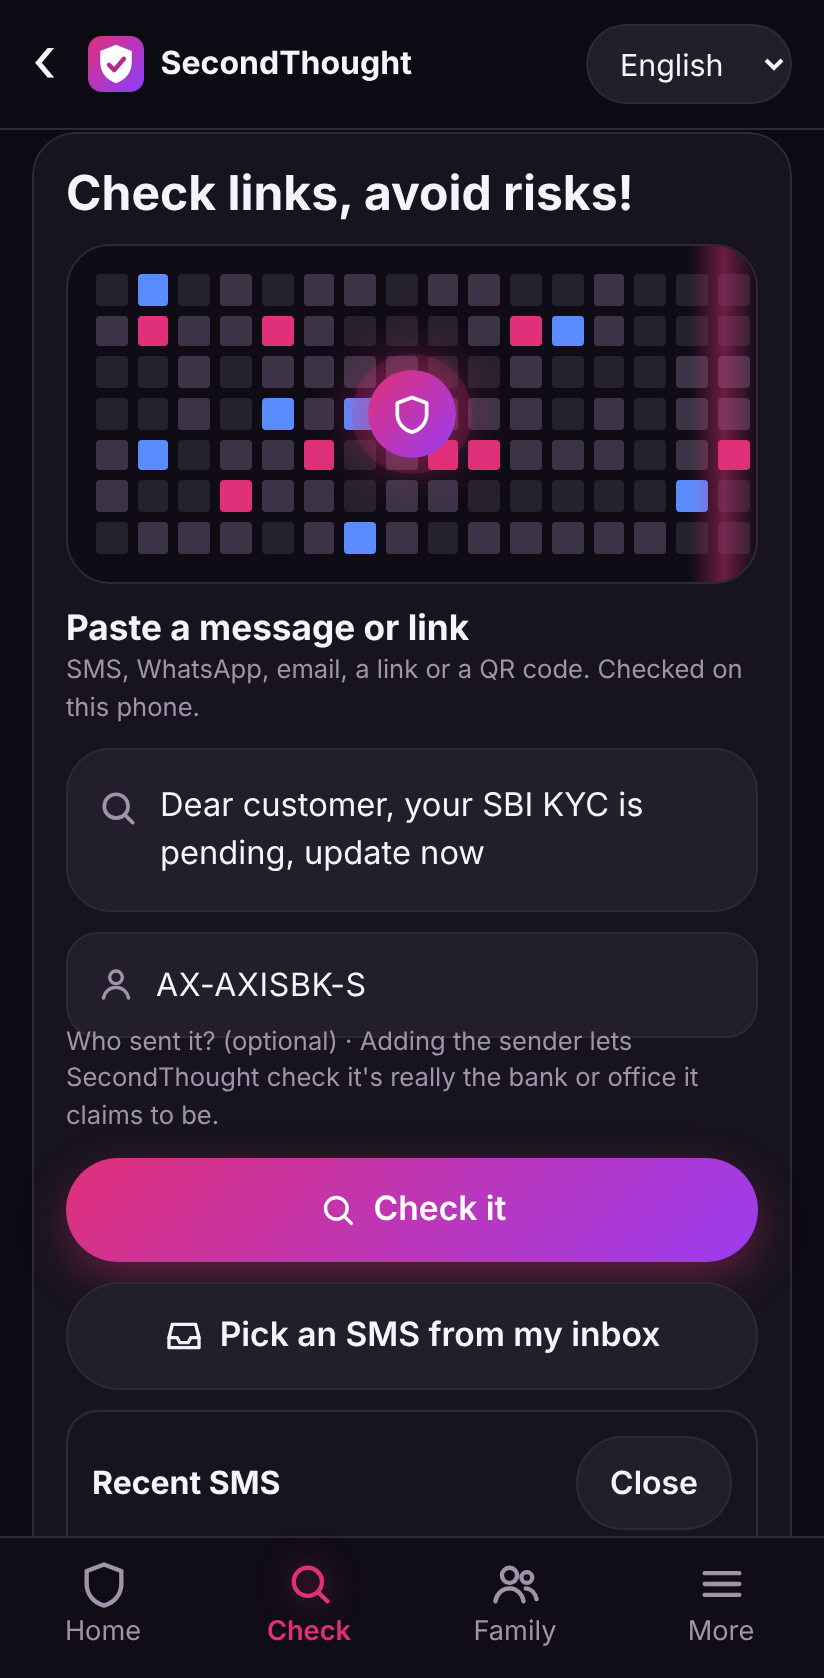 SecondThought
English
Check links, avoid risks!
Paste a message or link
SMS, WhatsApp, email, a link or a QR code. Checked on
this phone.
Dear customer, your SBI KYC is
pending, update now
AX-AXISBK-S
Who sent it? (optional) · Adding the sender lets
SecondThought check it's really the bank or office it
claims to be.
Check it
Pick an SMS from my inbox
Recent SMS
Close
Home
Check
Family
More